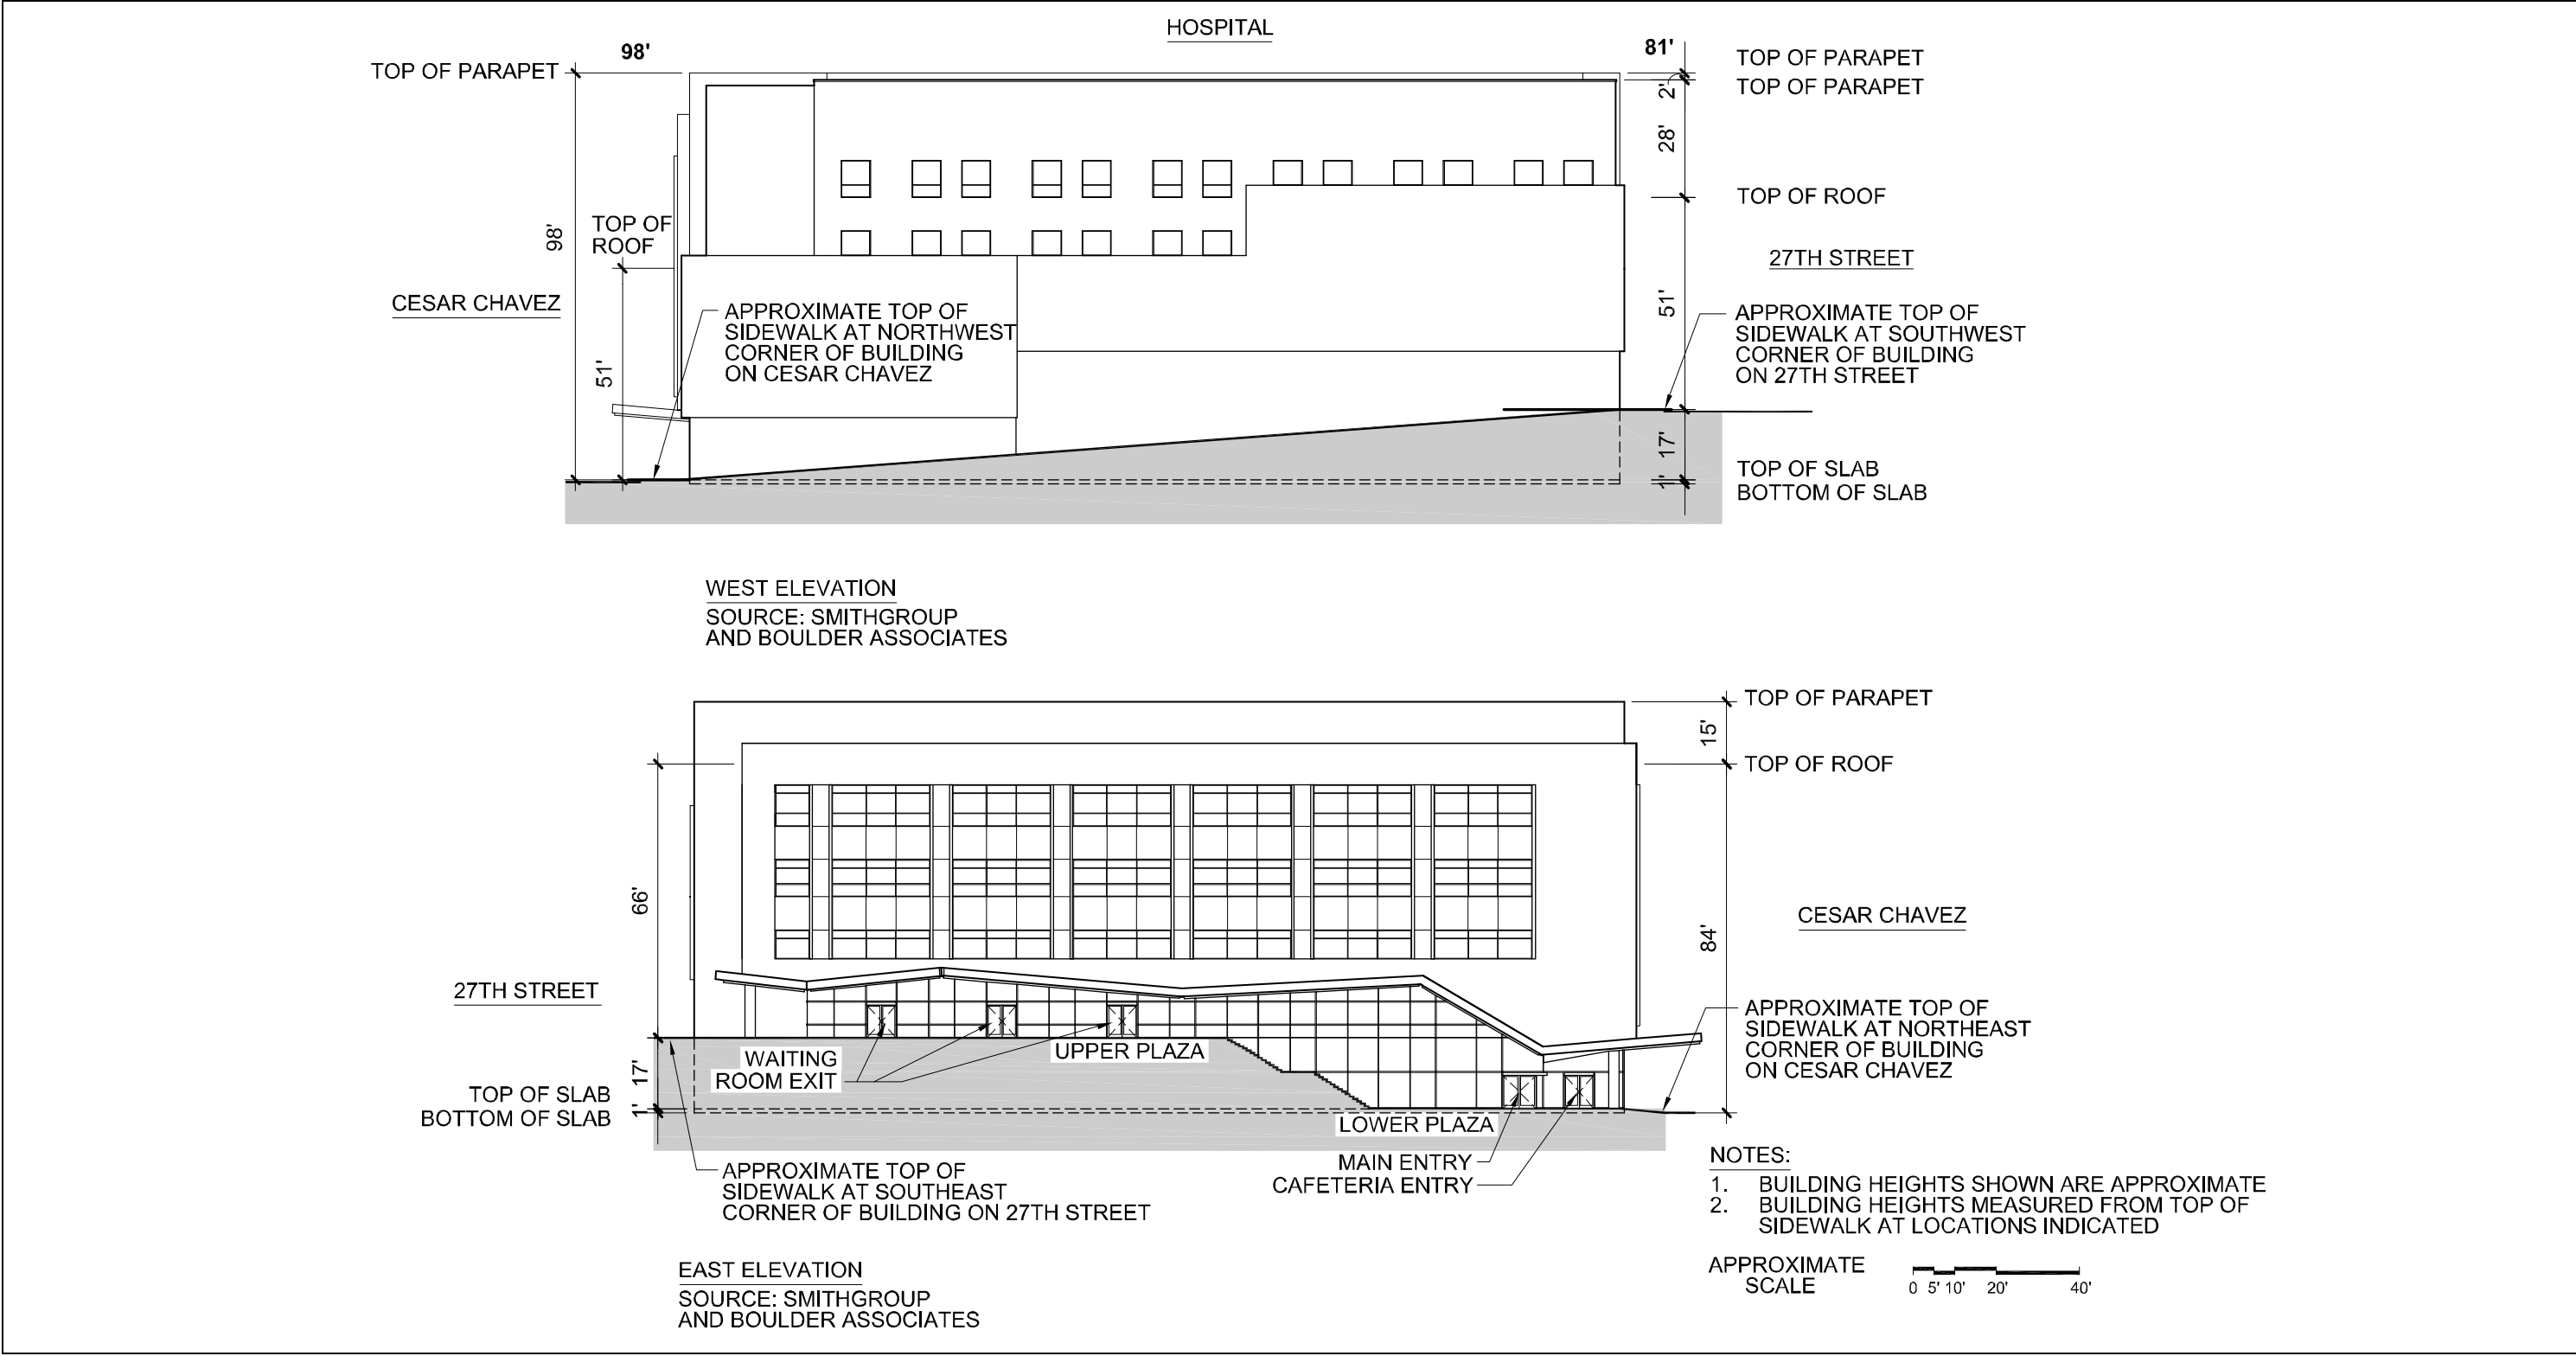 HOSPITAL
98'
81'
TOP OF PARAPET
TOP OF PARAPET
TOP OF PARAPET
2'
28'
TOP OF ROOF
98'
TOP OF
ROOF
27TH STREET
CESAR CHAVEZ
51'
51'
APPROXIMATE TOP OF
SIDEWALK AT NORTHWEST
CORNER OF BUILDING
ON CESAR CHAVEZ
APPROXIMATE TOP OF
SIDEWALK AT SOUTHWEST
CORNER OF BUILDING
ON 27TH STREET
17'
1'
TOP OF SLAB
BOTTOM OF SLAB
WEST ELEVATION
SOURCE: SMITHGROUP
AND BOULDER ASSOCIATES
TOP OF PARAPET
15'
TOP OF ROOF
66'
84'
CESAR CHAVEZ
27TH STREET
APPROXIMATE TOP OF
SIDEWALK AT NORTHEAST
CORNER OF BUILDING
ON CESAR CHAVEZ
WAITING
ROOM EXIT
UPPER PLAZA
17'
1'
TOP OF SLAB
BOTTOM OF SLAB
LOWER PLAZA
MAIN ENTRY
CAFETERIA ENTRY
APPROXIMATE TOP OF
SIDEWALK AT SOUTHEAST
CORNER OF BUILDING ON 27TH STREET
NOTES:
1. BUILDING HEIGHTS SHOWN ARE APPROXIMATE
2. BUILDING HEIGHTS MEASURED FROM TOP OF
SIDEWALK AT LOCATIONS INDICATED
APPROXIMATE
SCALE
0 5' 10' 20' 40'
EAST ELEVATION
SOURCE: SMITHGROUP
AND BOULDER ASSOCIATES